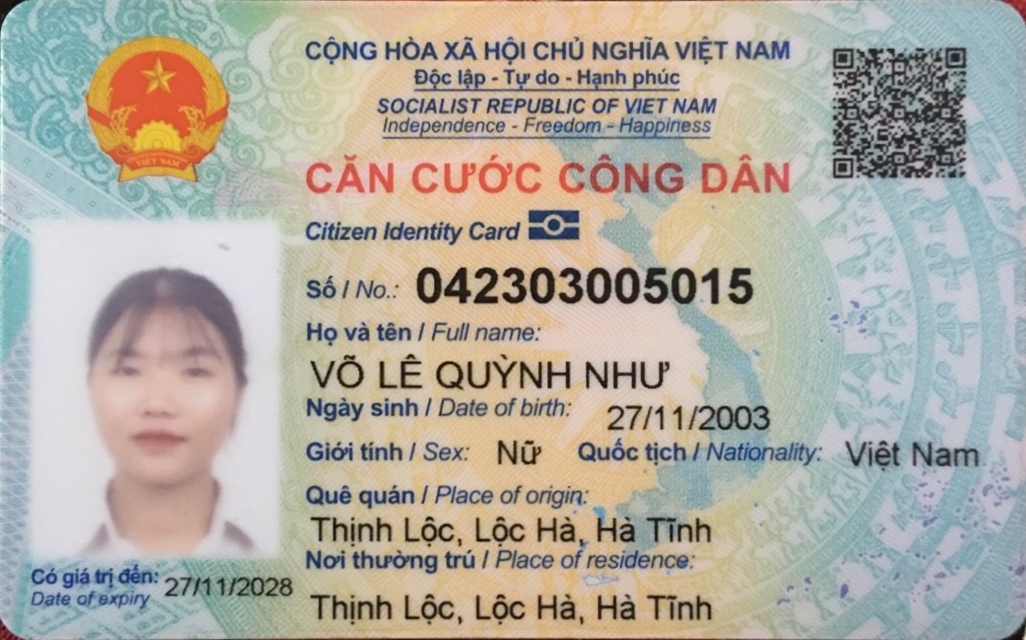 CỘNG HÒA XÃ HỘI CHỦ NGHĨA VIỆT NAM
Độc lập - Tự do - Hạnh phúc
SOCIALIST REPUBLIC OF VIET NAM
Independence - Freedom - Happiness
CĂN CƯỚC CÔNG DÂN
Citizen Identity Card
Số / No.: 042303005015
Họ và tên / Full name:
VÕ LÊ QUỲNH NHƯ
Ngày sinh / Date of birth: 27/11/2003
Giới tính / Sex: Nữ Quốc tịch / Nationality: Việt Nam
Quê quán / Place of origin:
Thịnh Lộc, Lộc Hà, Hà Tĩnh
Nơi thường trú / Place of residence:
Thịnh Lộc, Lộc Hà, Hà Tĩnh
Có giá trị đến: 27/11/2028
Date of expiry
VIỆT NAM